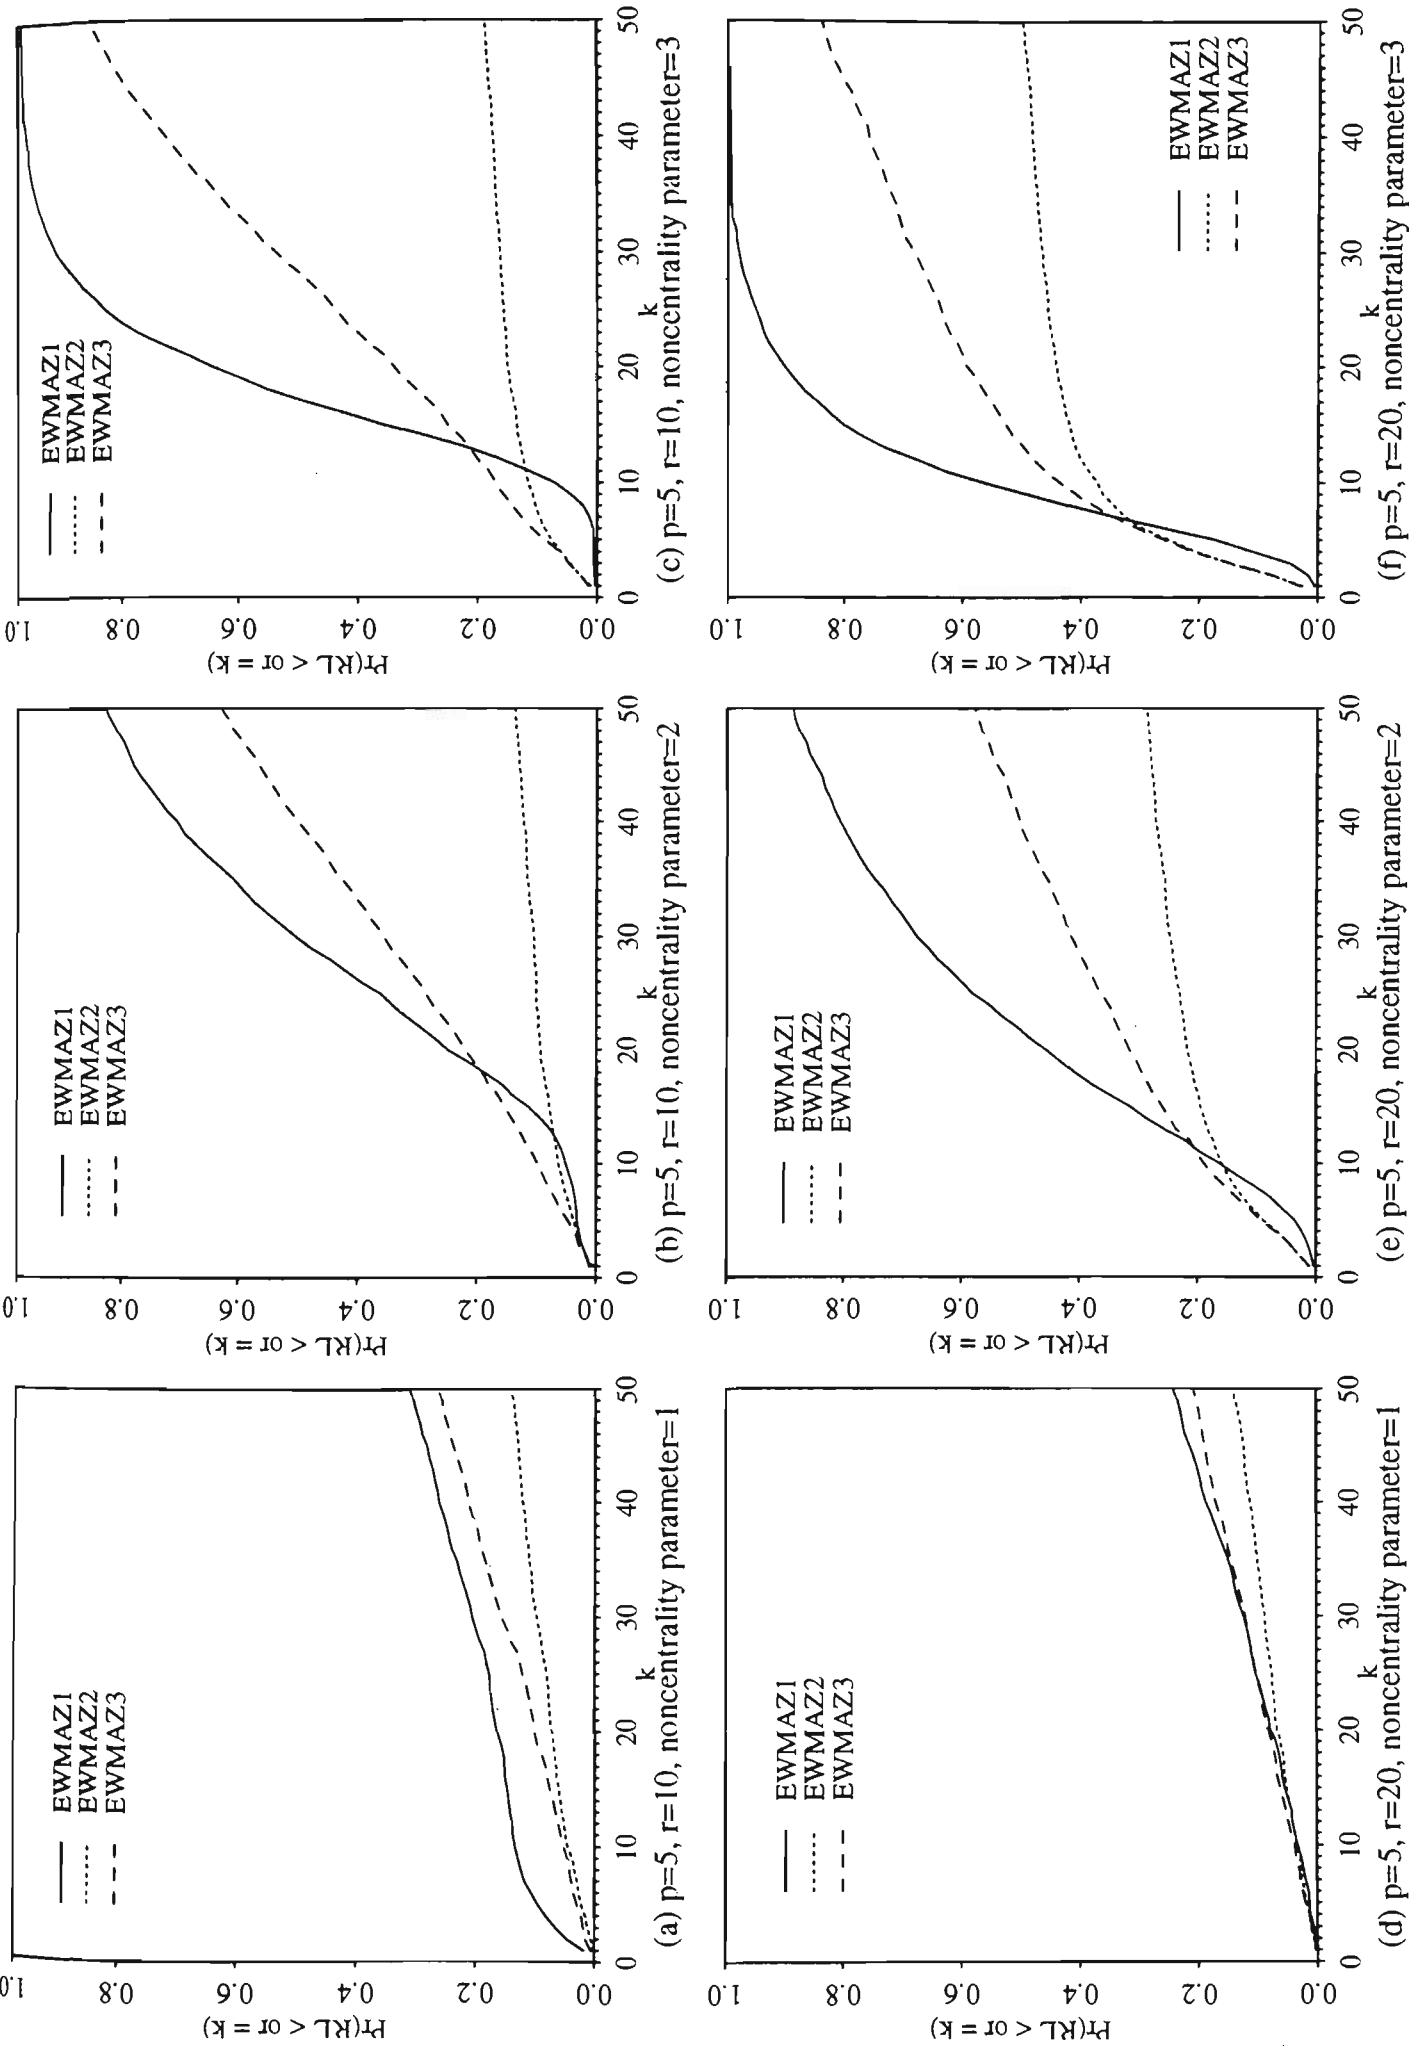 Pr(RL < or = k)
1.0
0.8
0.6
0.4
0.2
0.0
EWMAZ1
EWMAZ2
EWMAZ3
0 10 20 30 40 50
k
(a) p=5, r=10, noncentrality parameter=1
Pr(RL < or = k)
1.0
0.8
0.6
0.4
0.2
0.0
EWMAZ1
EWMAZ2
EWMAZ3
0 10 20 30 40 50
k
(b) p=5, r=10, noncentrality parameter=2
Pr(RL < or = k)
1.0
0.8
0.6
0.4
0.2
0.0
EWMAZ1
EWMAZ2
EWMAZ3
0 10 20 30 40 50
k
(c) p=5, r=10, noncentrality parameter=3
Pr(RL < or = k)
1.0
0.8
0.6
0.4
0.2
0.0
EWMAZ1
EWMAZ2
EWMAZ3
0 10 20 30 40 50
k
(d) p=5, r=20, noncentrality parameter=1
Pr(RL < or = k)
1.0
0.8
0.6
0.4
0.2
0.0
EWMAZ1
EWMAZ2
EWMAZ3
0 10 20 30 40 50
k
(e) p=5, r=20, noncentrality parameter=2
Pr(RL < or = k)
1.0
0.8
0.6
0.4
0.2
0.0
EWMAZ1
EWMAZ2
EWMAZ3
0 10 20 30 40 50
k
(f) p=5, r=20, noncentrality parameter=3